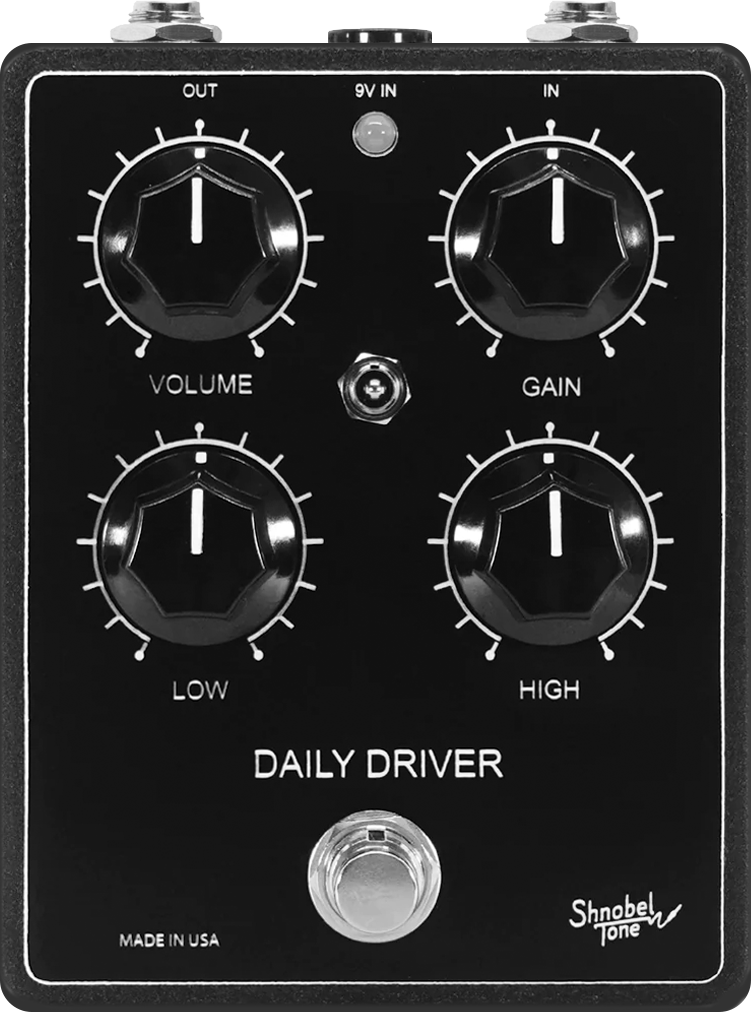 OUT
9V IN
IN
VOLUME
GAIN
LOW
HIGH
DAILY DRIVER
Shnobel
Tone
MADE IN USA